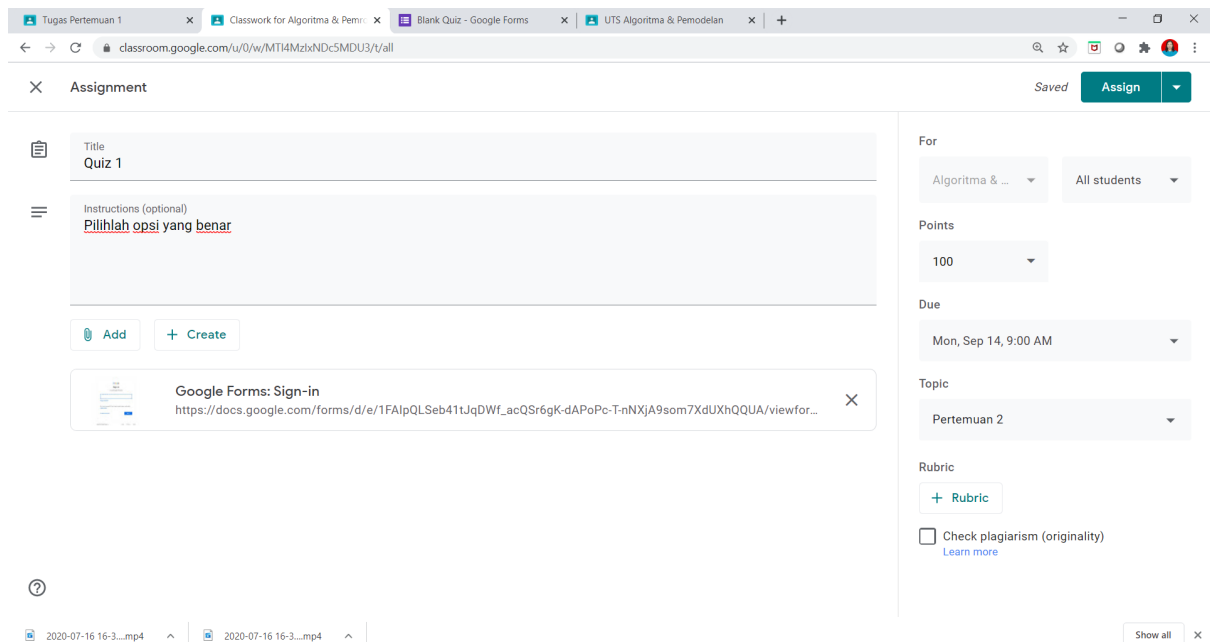 Tugas Pertemuan 1
Classwork for Algoritma & Pemr
Blank Quiz - Google Forms
UTS Algoritma & Pemodelan
classroom.google.com/u/0/w/MTI4MzIxNDc5MDU3/t/all
Assignment
Saved
Assign
Title
Quiz 1
Instructions (optional)
Pilihlah opsi yang benar
Add
Create
Google Forms: Sign-in
https://docs.google.com/forms/d/e/1FAIpQLSeb41tJqDWf_acQSr6gK-dAPoPc-T-nNXjA9som7XdUXhQQUA/viewfor...
For
Algoritma & ...
All students
Points
100
Due
Mon, Sep 14, 9:00 AM
Topic
Pertemuan 2
Rubric
Rubric
Check plagiarism (originality)
Learn more
2020-07-16 16-3....mp4
2020-07-16 16-3....mp4
Show all